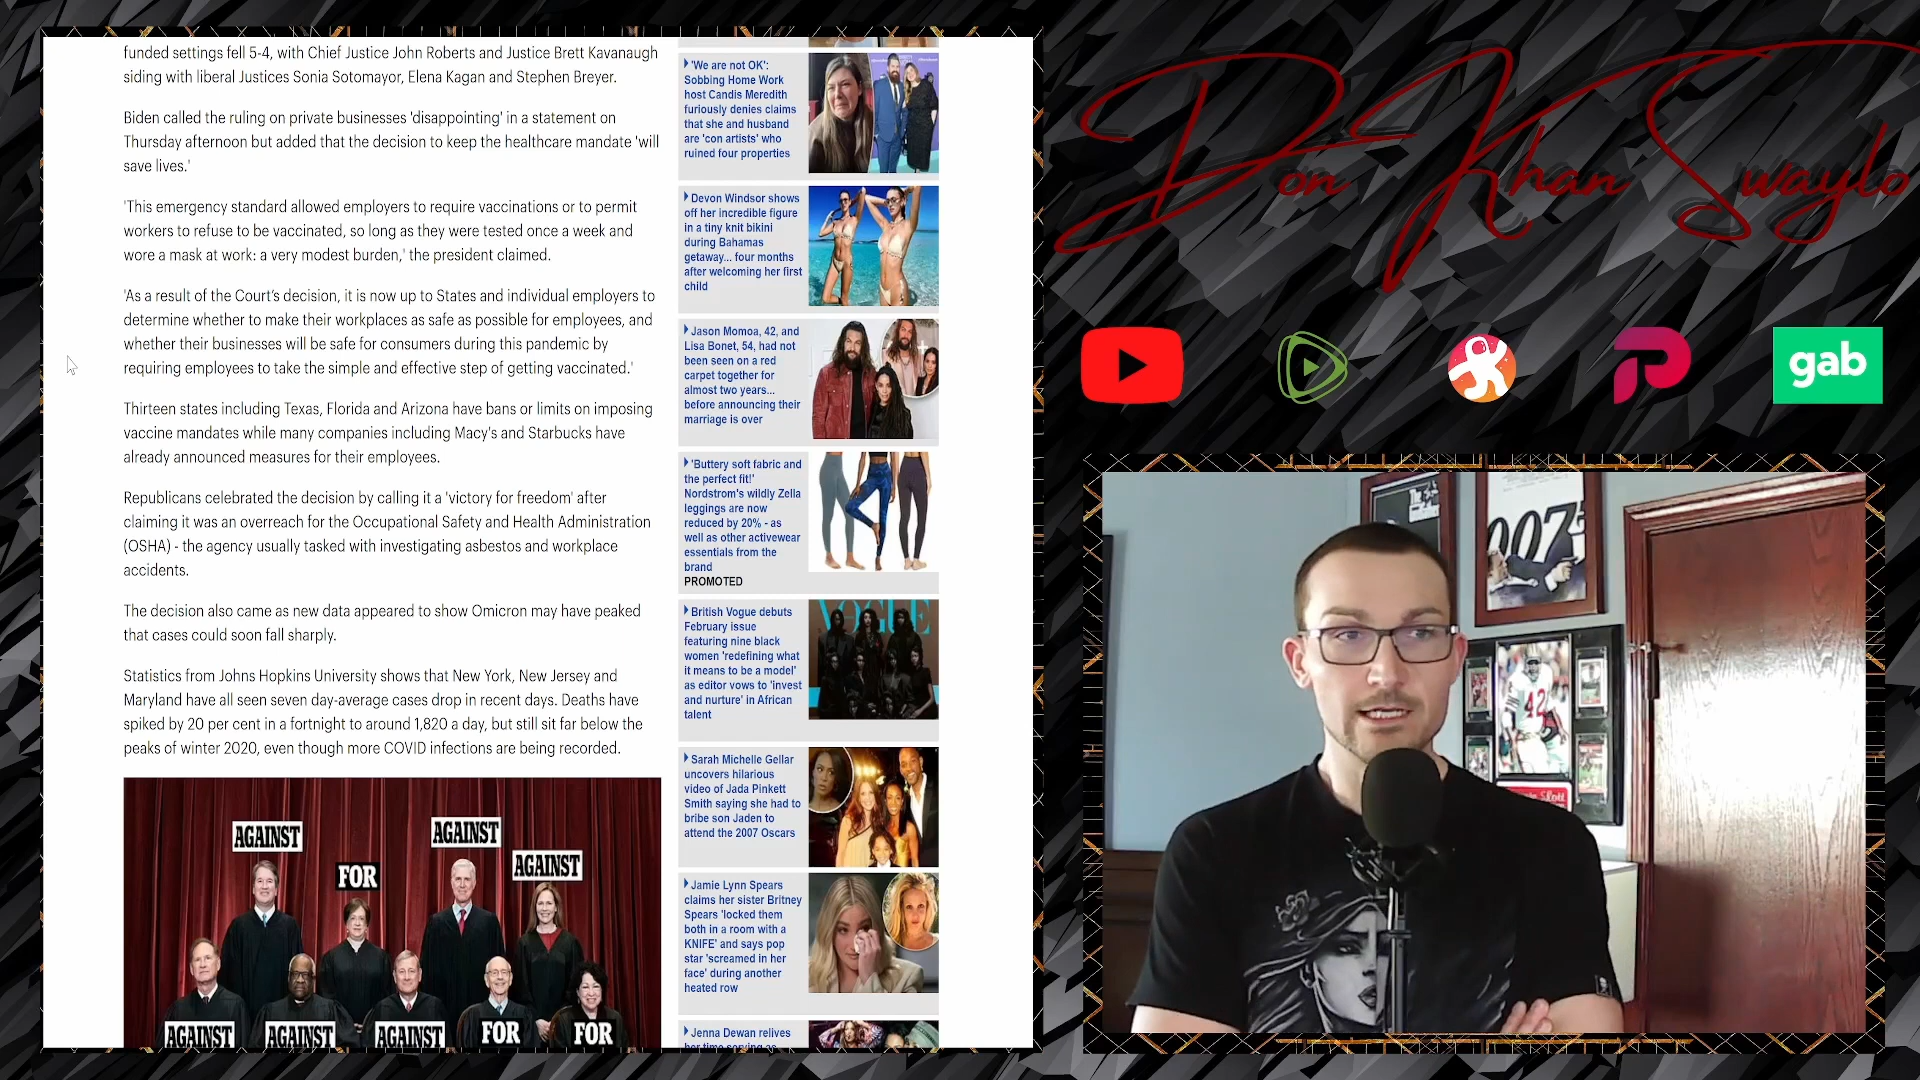 funded settings fell 5-4, with Chief Justice John Roberts and Justice Brett Kavanaugh
siding with liberal Justices Sonia Sotomayor, Elena Kagan and Stephen Breyer.
Biden called the ruling on private businesses 'disappointing' in a statement on
Thursday afternoon but added that the decision to keep the healthcare mandate 'will
save lives.'
'This emergency standard allowed employers to require vaccinations or to permit
workers to refuse to be vaccinated, so long as they were tested once a week and
wore a mask at work: a very modest burden,' the president claimed.
'As a result of the Court's decision, it is now up to States and individual employers to
determine whether to make their workplaces as safe as possible for employees, and
whether their businesses will be safe for consumers during this pandemic by
requiring employees to take the simple and effective step of getting vaccinated.'
Thirteen states including Texas, Florida and Arizona have bans or limits on imposing
vaccine mandates while many companies including Macy's and Starbucks have
already announced measures for their employees.
Republicans celebrated the decision by calling it a 'victory for freedom' after
claiming it was an overreach for the Occupational Safety and Health Administration
(OSHA) - the agency usually tasked with investigating asbestos and workplace
accidents.
The decision also came as new data appeared to show Omicron may have peaked
that cases could soon fall sharply.
Statistics from Johns Hopkins University shows that New York, New Jersey and
Maryland have all seen seven day-average cases drop in recent days. Deaths have
spiked by 20 per cent in a fortnight to around 1,820 a day, but still sit far below the
peaks of winter 2020, even though more COVID infections are being recorded.
AGAINST
FOR
AGAINST
AGAINST
AGAINST
AGAINST
AGAINST
FOR
FOR
'We are not OK':
Sobbing Home Work
host Candis Meredith
furiously denies claims
that she and husband
are 'con artists' who
ruined four properties
Devon Windsor shows
off her incredible figure
in a tiny knit bikini
during Bahamas
getaway... four months
after welcoming her first
child
Jason Momoa, 42, and
Lisa Bonet, 54, had not
been seen on a red
carpet together for
almost two years...
before announcing their
marriage is over
'Buttery soft fabric and
the perfect fit!'
Nordstrom's wildly Zella
leggings are now
reduced by 20% - as
well as other activewear
essentials from the
brand
PROMOTED
British Vogue debuts
February issue
featuring nine black
women 'redefining what
it means to be a model'
as editor vows to 'invest
and nurture' in African
talent
VOGUE
Sarah Michelle Gellar
uncovers hilarious
video of Jada Pinkett
Smith saying she had to
bribe son Jaden to
attend the 2007 Oscars
Jamie Lynn Spears
claims her sister Britney
Spears 'locked them
both in a room with a
KNIFE' and says pop
star 'screamed in her
face' during another
heated row
Jenna Dewan relives
her time serving as
Don Khan Swaylo
gab
007
42